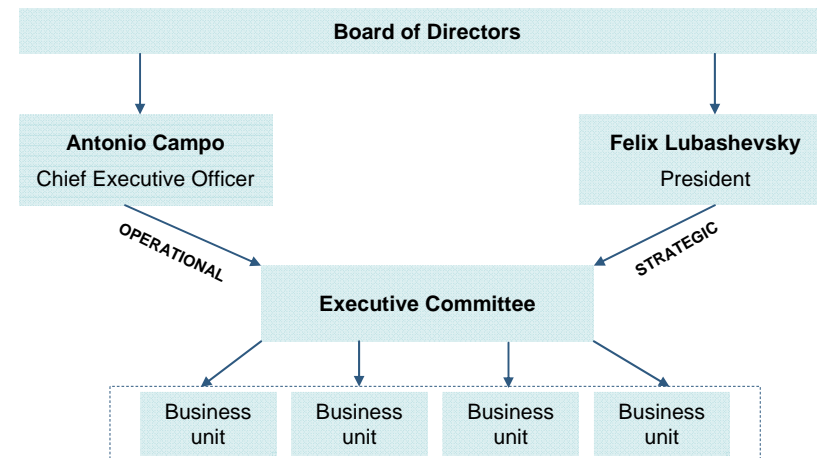 Board of Directors
Antonio Campo
Chief Executive Officer
Felix Lubashevsky
President
OPERATIONAL
STRATEGIC
Executive Committee
Business
unit
Business
unit
Business
unit
Business
unit